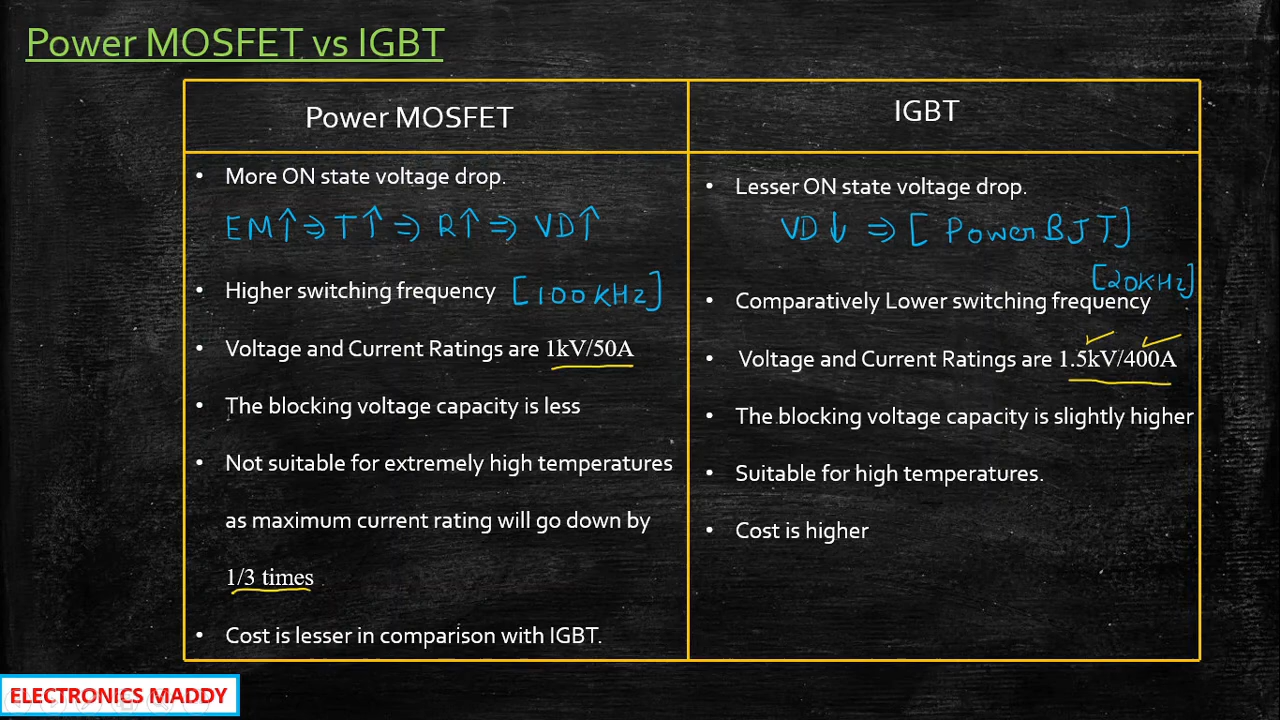 Power MOSFET vs IGBT
Power MOSFET
• More ON state voltage drop.
EM↑ ⇒ T↑ ⇒ R↑ ⇒ VD↑
• Higher switching frequency [100KHz]
• Voltage and Current Ratings are 1kV/50A
• The blocking voltage capacity is less
• Not suitable for extremely high temperatures
as maximum current rating will go down by
1/3 times
• Cost is lesser in comparison with IGBT.
IGBT
• Lesser ON state voltage drop.
VD↓ ⇒ [Power BJT]
[20KHz]
• Comparatively Lower switching frequency
• Voltage and Current Ratings are 1.5kV/400A
• The blocking voltage capacity is slightly higher
• Suitable for high temperatures.
• Cost is higher
ELECTRONICS MADDY